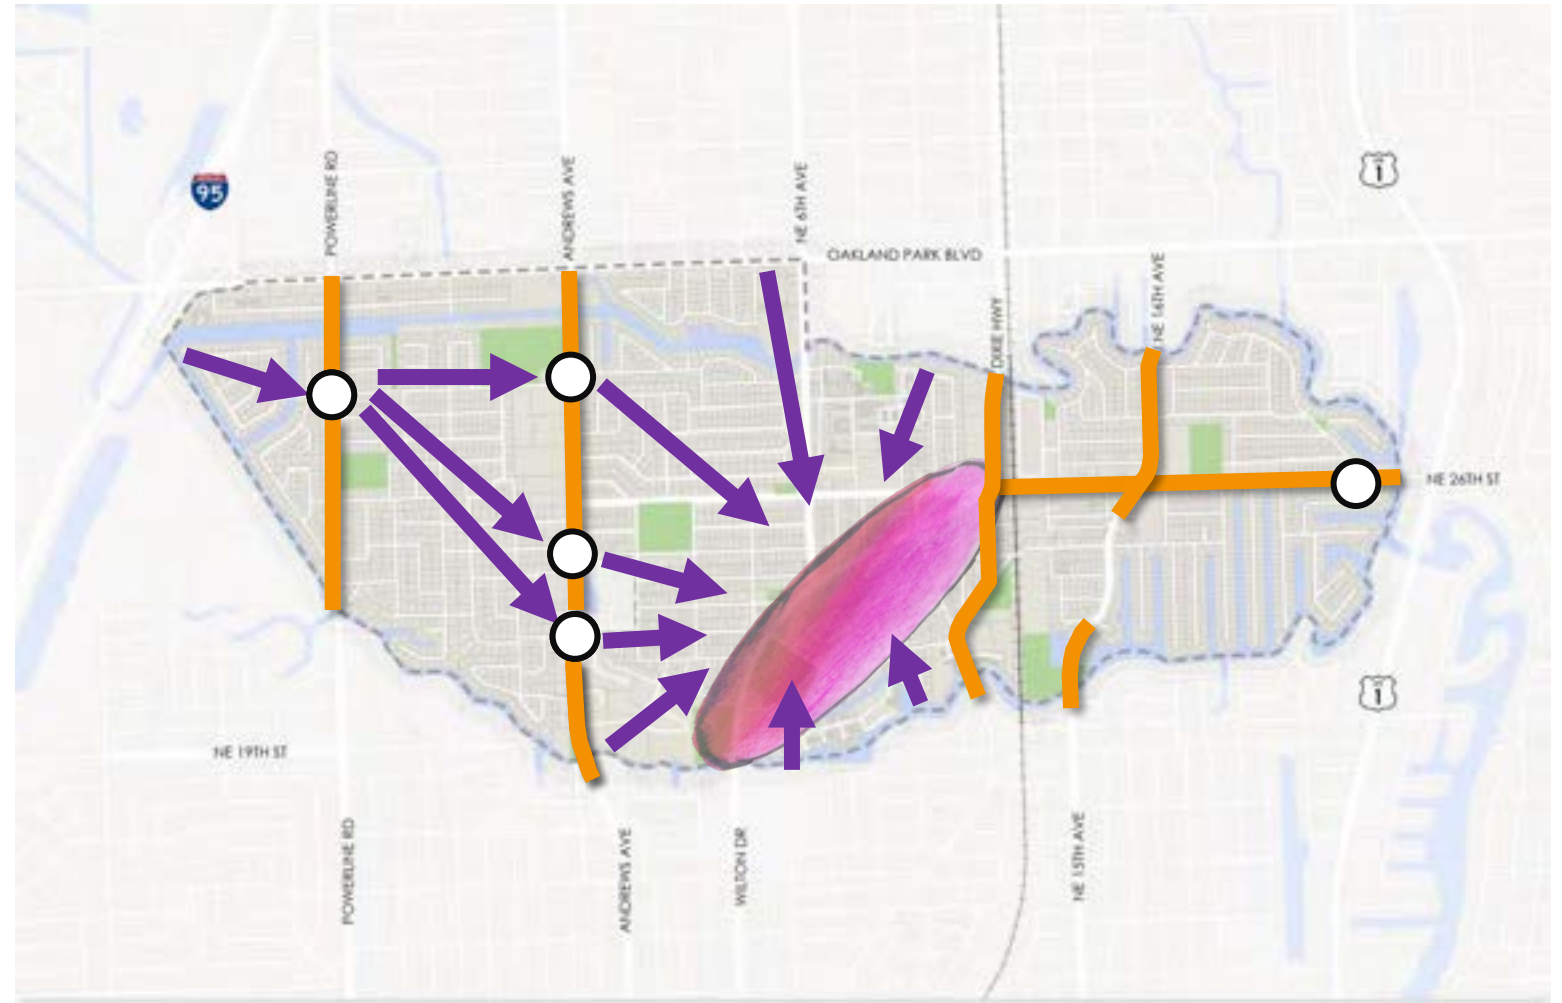 95
1
POWERLINE RD
ANDREWS AVE
NE 6TH AVE
OAKLAND PARK BLVD
NE 16TH AVE
DIXIE HWY
NE 26TH ST
1
NE 19TH ST
POWERLINE RD
ANDREWS AVE
WILTON DR
NE 15TH AVE